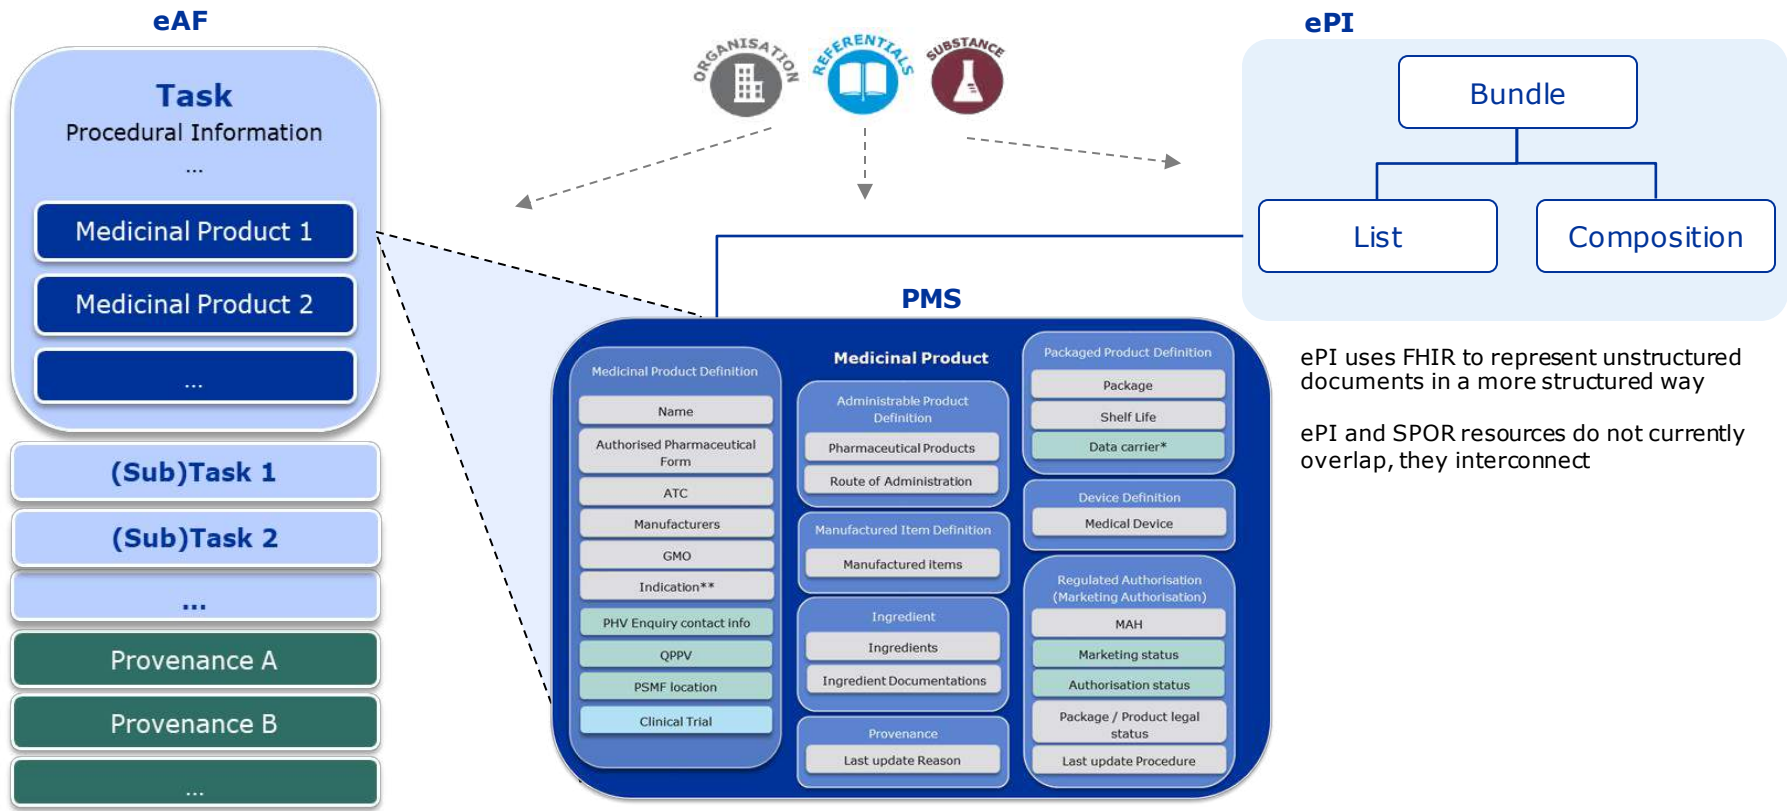 eAF
Task
Procedural Information
...
Medicinal Product 1
Medicinal Product 2
...
(Sub)Task 1
(Sub)Task 2
...
Provenance A
Provenance B
...
ORGANISATION
REFERENTIALS
SUBSTANCE
PMS
Medicinal Product
Medicinal Product Definition
Name
Authorised Pharmaceutical
Form
ATC
Manufacturers
GMO
Indication**
PHV Enquiry contact info
QPPV
PSMF location
Clinical Trial
Administrable Product
Definition
Pharmaceutical Products
Route of Administration
Manufactured Item Definition
Manufactured items
Ingredient
Ingredients
Ingredient Documentations
Provenance
Last update Reason
Packaged Product Definition
Package
Shelf Life
Data carrier*
Device Definition
Medical Device
Regulated Authorisation
(Marketing Authorisation)
MAH
Marketing status
Authorisation status
Package / Product legal
status
Last update Procedure
ePI
Bundle
List
Composition
ePI uses FHIR to represent unstructured
documents in a more structured way
ePI and SPOR resources do not currently
overlap, they interconnect